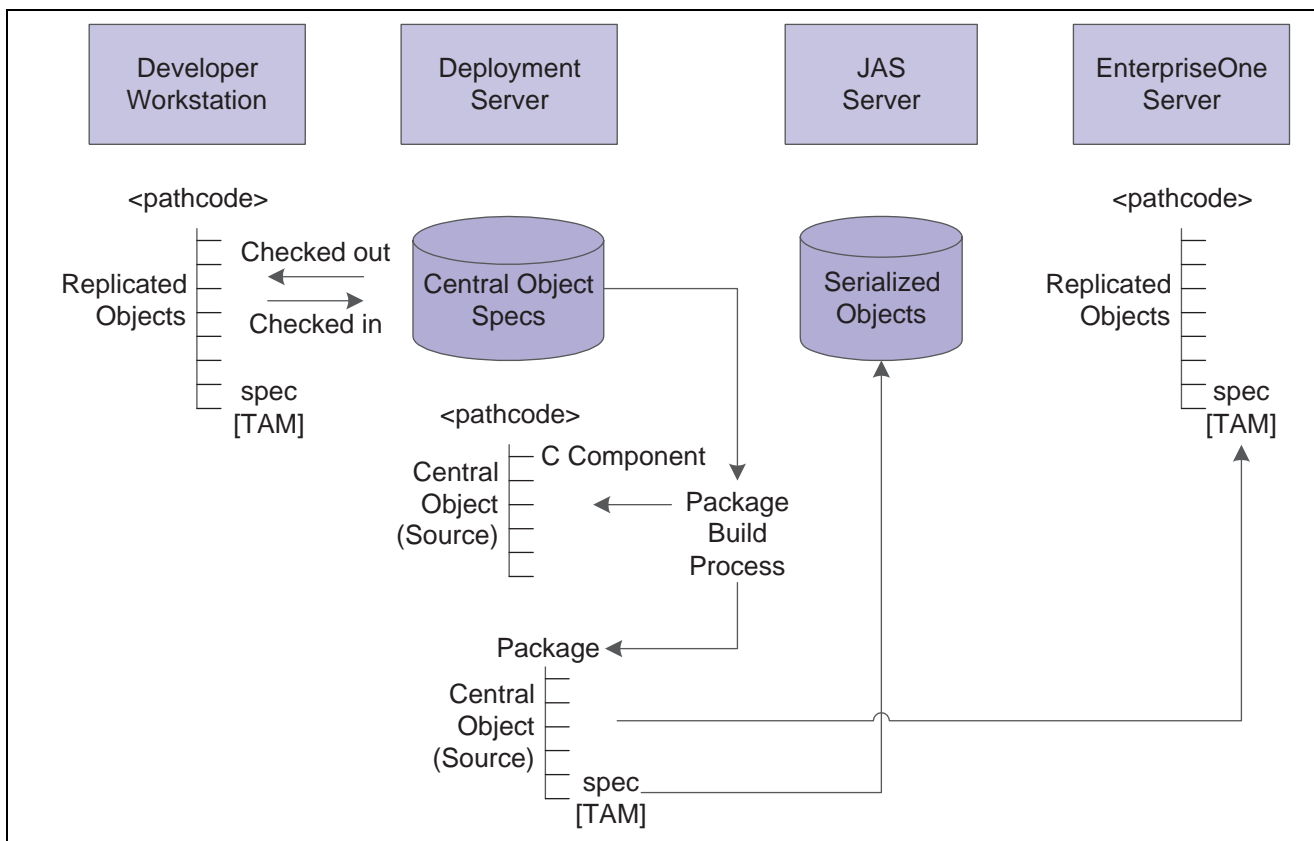 Developer
Workstation
Deployment
Server
JAS
Server
EnterpriseOne
Server
<pathcode>
Replicated
Objects
spec
[TAM]
Checked out
Checked in
Central Object
Specs
<pathcode>
C Component
Central
Object
(Source)
Package
Build
Process
Package
Central
Object
(Source)
spec
[TAM]
Serialized
Objects
<pathcode>
Replicated
Objects
spec
[TAM]